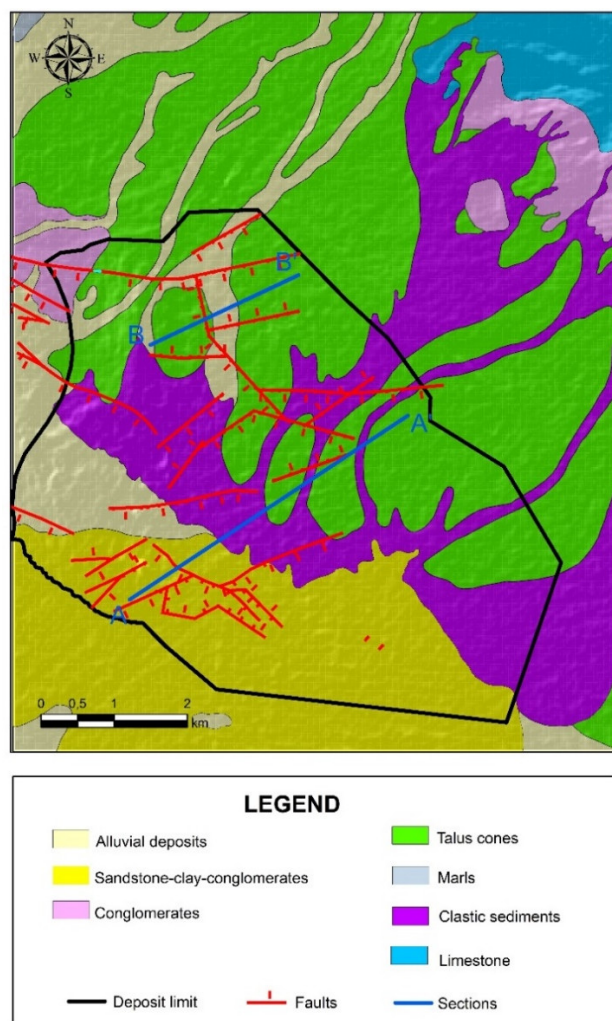 N
W E
S
B
B
A
A
0 0,5 1 2
km
LEGEND
Alluvial deposits
Talus cones
Sandstone-clay-conglomerates
Marls
Conglomerates
Clastic sediments
Limestone
Deposit limit
Faults
Sections